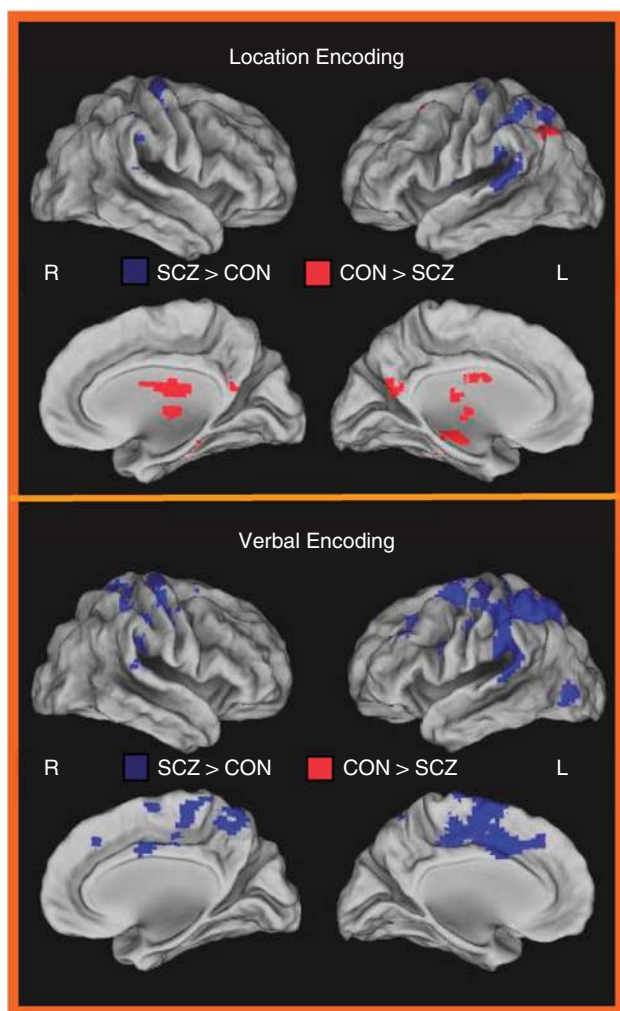 Location Encoding
R SCZ > CON CON > SCZ L
Verbal Encoding
R SCZ > CON CON > SCZ L